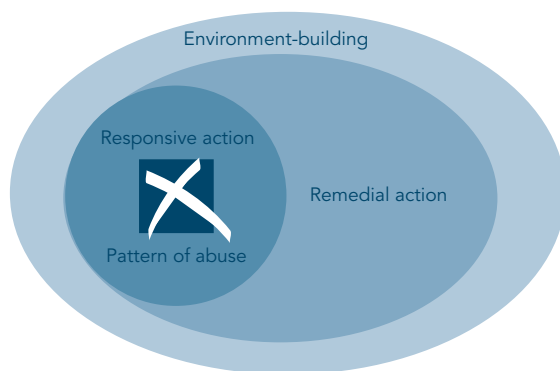 Environment-building
Responsive action
Remedial action
Pattern of abuse